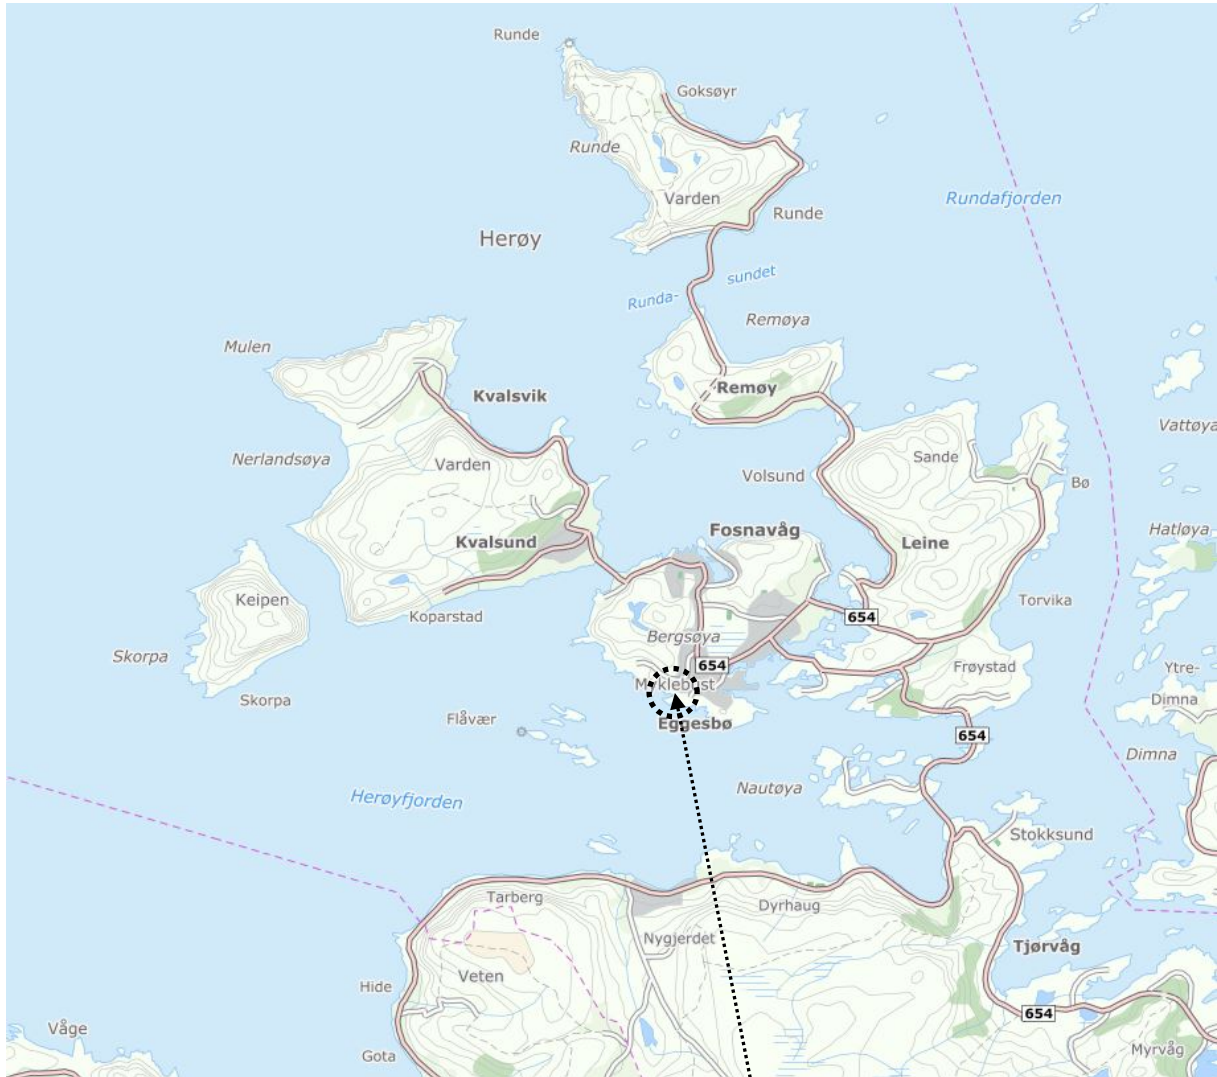 Runde
Goksøyr
Runde
Varden
Rundafjorden
Runde
Herøy
sundet
Runda-
Remøya
Mulen
Remøy
Kvalsvik
Vattøya
Sande
Nerlandsøya
Varden
Volsund
Bø
Fosnavåg
Hatløya
Kvalsund
Leine
Keipen
Torvika
Koparstad
654
Bergsøya
Skorpa
654
Frøystad
Ytre-
Myklebust
Skorpa
Dimna
Flåvær
Eggesbø
654
Dimna
Nautøya
Herøyfjorden
Stokksund
Tarberg
Dyrhaug
Nygjerdet
Tjørvåg
Veten
Hide
654
Våge
Gota
Myrvåg